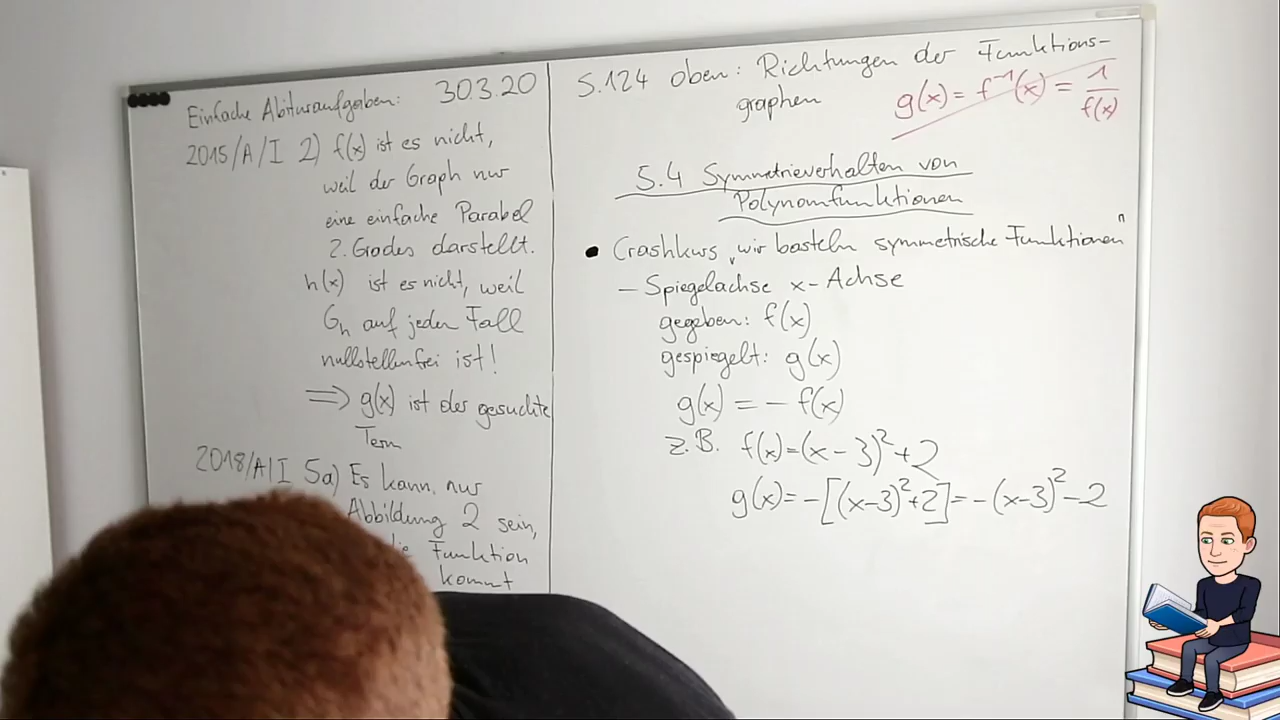 Einfache Abituraufgaben: 30.3.20
2015/A/I 2) f(x) ist es nicht,
weil der Graph nur
eine einfache Parabel
2. Grades darstellt.
h(x) ist es nicht, weil
Gₕ auf jeden Fall
nullstellenfrei ist!
⟹ g(x) ist der gesuchte
Term
2018/A/I 5a) Es kann nur
Abbildung 2 sein,
die Funktion
kommt
S.124 oben: Richtungen der Funktions-
graphen
g(x) = f⁻¹(x) = 1/f(x)
5.4 Symmetrieverhalten von
Polynomfunktionen
• Crashkurs „wir basteln symmetrische Funktionen"
– Spiegelachse x-Achse
gegeben: f(x)
gespiegelt: g(x)
g(x) = – f(x)
z.B. f(x)=(x–3)²+2
g(x)=–[(x–3)²+2]=–(x–3)²–2